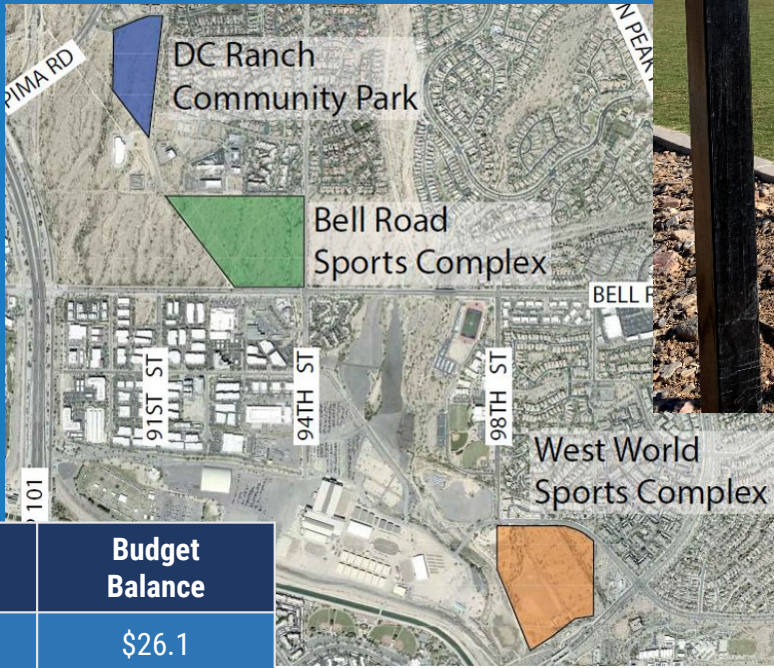 PIMA RD
DC Ranch
Community Park
Bell Road
Sports Complex
BELL
91ST ST
94TH ST
98TH ST
West World
Sports Complex
101
Budget
Balance
$26.1